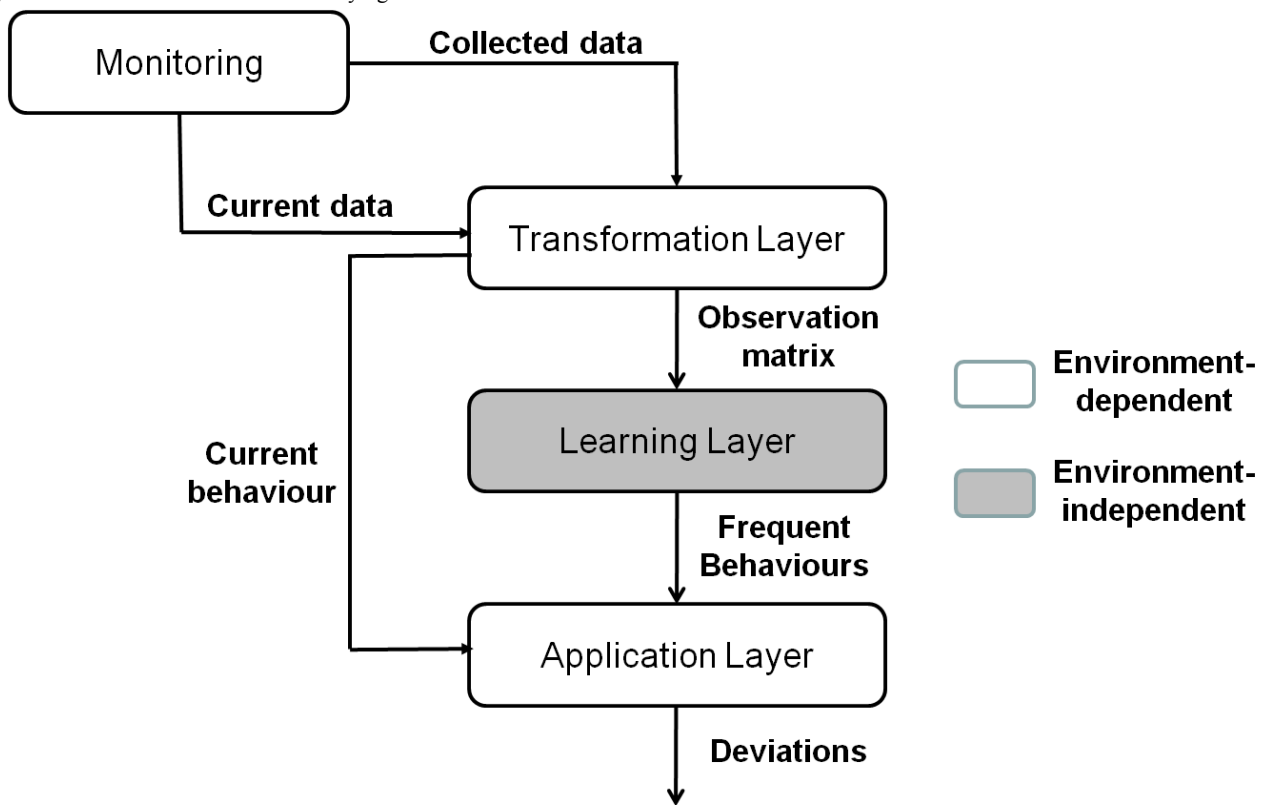 Monitoring
Collected data
Current data
Transformation Layer
Observation
matrix
Environment-
dependent
Learning Layer
Current
behaviour
Environment-
independent
Frequent
Behaviours
Application Layer
Deviations